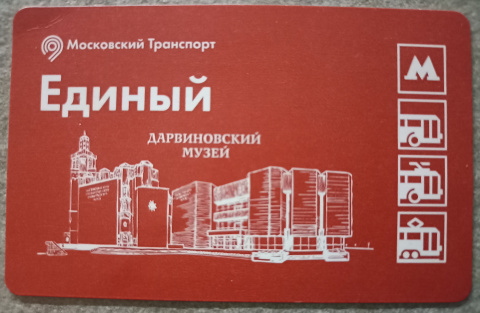 Московский Транспорт
Единый
ДАРВИНОВСКИЙ
МУЗЕЙ
М